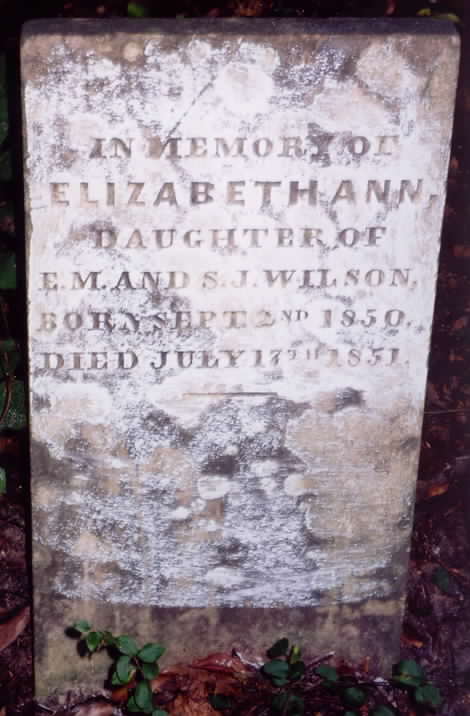 IN MEMORY OF
ELIZABETH ANN,
DAUGHTER OF
E.M. AND S.J. WILSON,
BORN SEPT. 2ND 1850,
DIED JULY 17TH 1851.